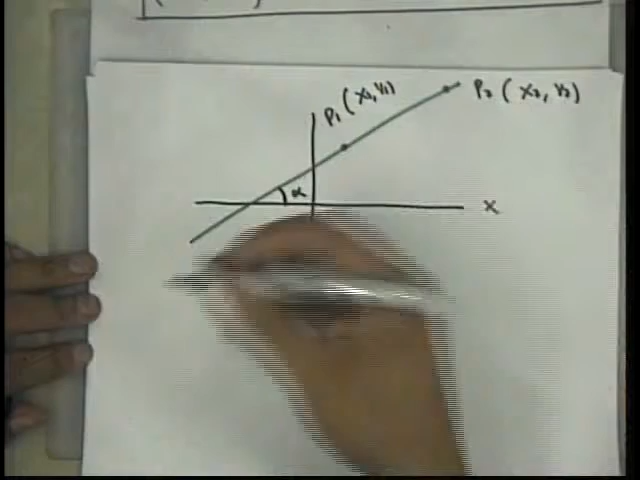 P₁ (x₁, y₁)
P₂ (x₂, y₂)
α
x